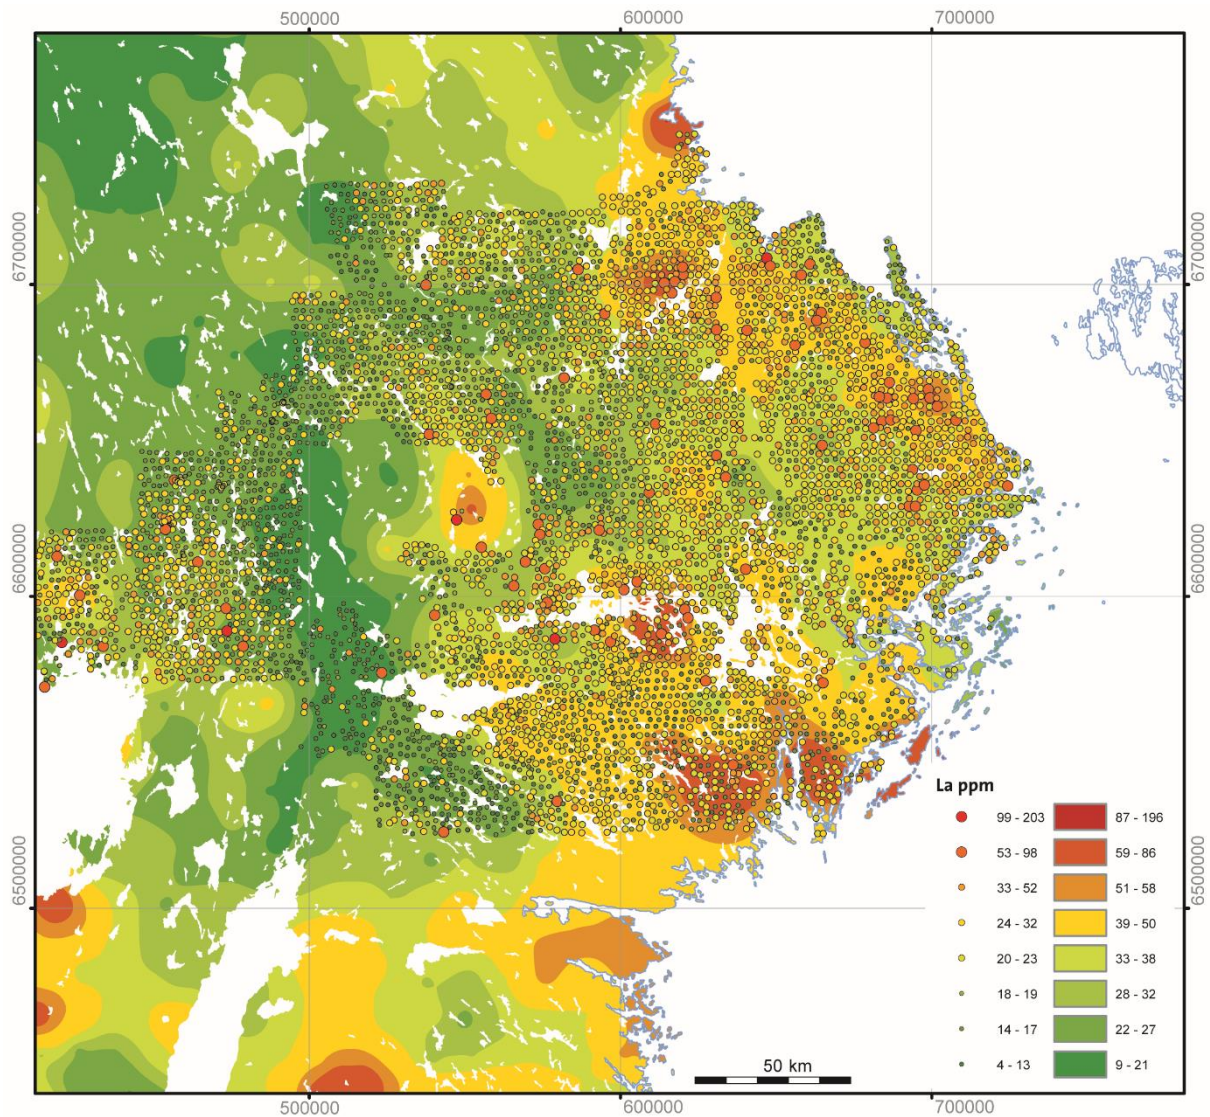 500000 600000 700000
6700000 6700000
6600000 6600000
6500000 6500000
La ppm
99 - 203 87 - 196
53 - 98 59 - 86
33 - 52 51 - 58
24 - 32 39 - 50
20 - 23 33 - 38
18 - 19 28 - 32
14 - 17 22 - 27
4 - 13 9 - 21
50 km
500000 600000 700000